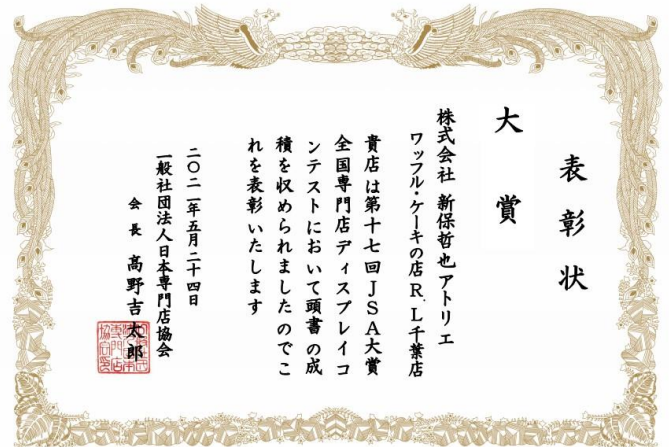 表彰状
大賞
株式会社 新保哲也アトリエ
ワッフル・ケーキの店R.L千葉店
貴店は第十七回JSA大賞
全国専門店ディスプレイコ
ンテストにおいて頭書の成
績を収められましたのでこ
れを表彰いたします
二〇二一年五月二十四日
一般社団法人日本専門店協会
会長 髙野吉太郎